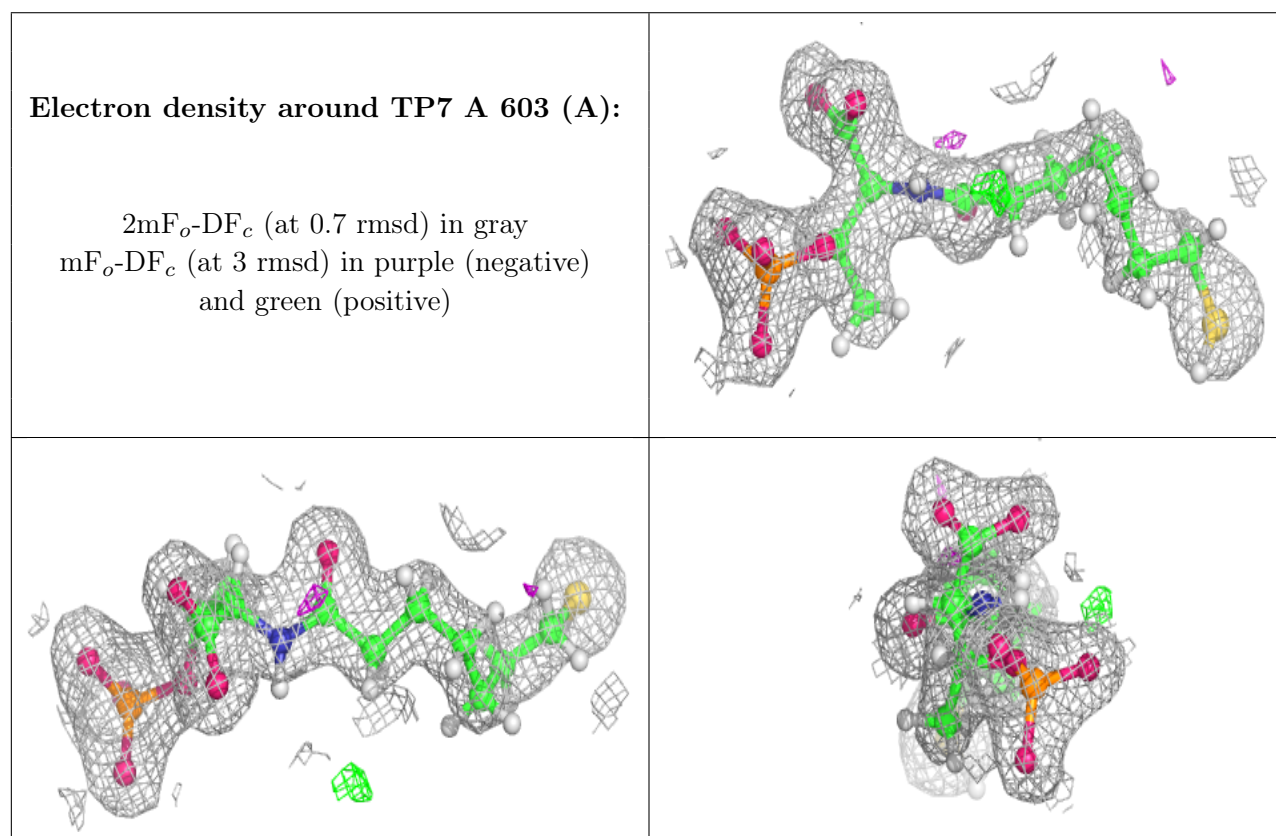 Electron density around TP7 A 603 (A):
2mFo-DFc (at 0.7 rmsd) in gray
mFo-DFc (at 3 rmsd) in purple (negative)
and green (positive)